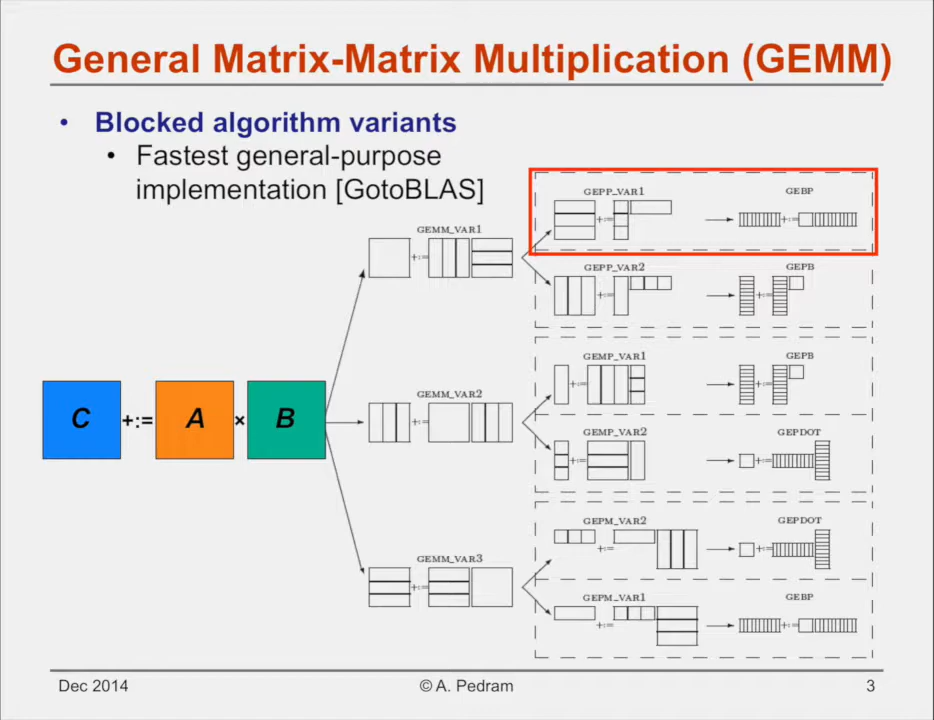 General Matrix-Matrix Multiplication (GEMM)
• Blocked algorithm variants
• Fastest general-purpose
implementation [GotoBLAS]
GEPP_VAR1 GEBP
+:= +:=
GEMM_VAR1
+:=
GEPP_VAR2 GEPB
+:= +:=
GEMP_VAR1 GEPB
+:= +:=
GEMM_VAR2
+:=
C +:= A × B
GEMP_VAR2 GEPDOT
+:= +:=
GEPM_VAR2 GEPDOT
+:= +:=
GEMM_VAR3
+:=
GEPM_VAR1 GEBP
+:= +:=
Dec 2014 © A. Pedram 3